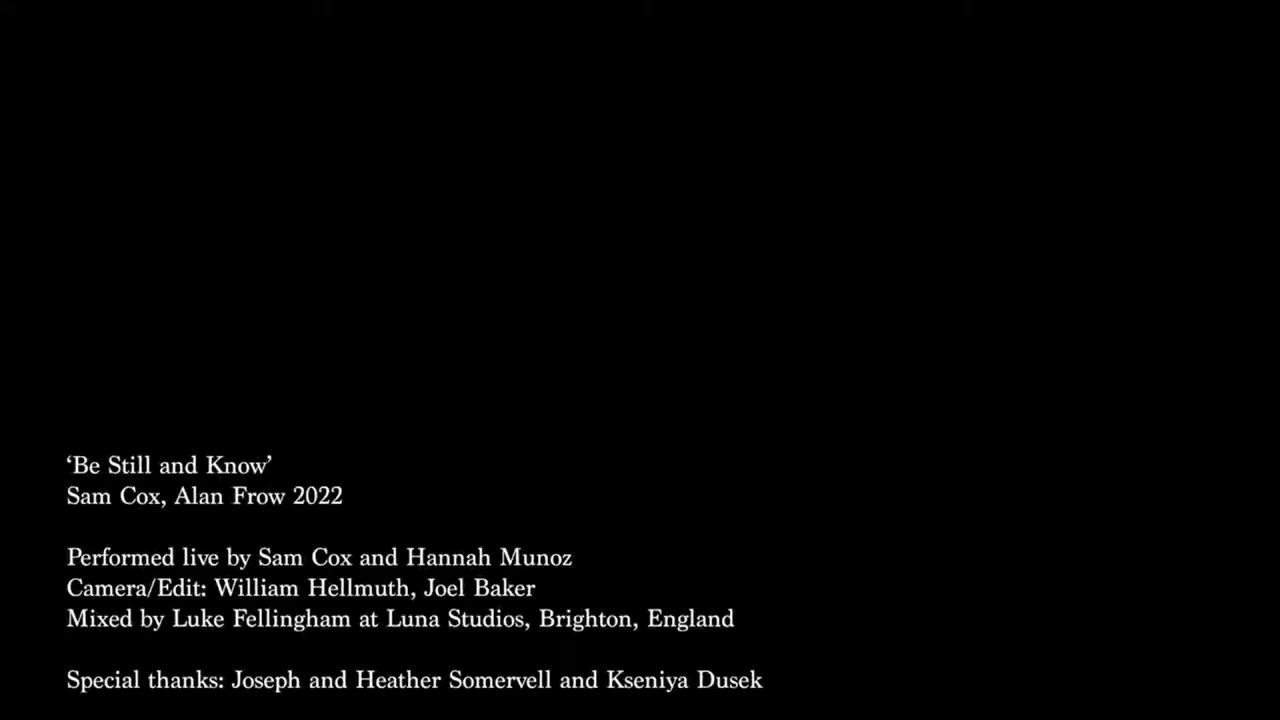 ‘Be Still and Know’
Sam Cox, Alan Frow 2022
Performed live by Sam Cox and Hannah Munoz
Camera/Edit: William Hellmuth, Joel Baker
Mixed by Luke Fellingham at Luna Studios, Brighton, England
Special thanks: Joseph and Heather Somervell and Kseniya Dusek